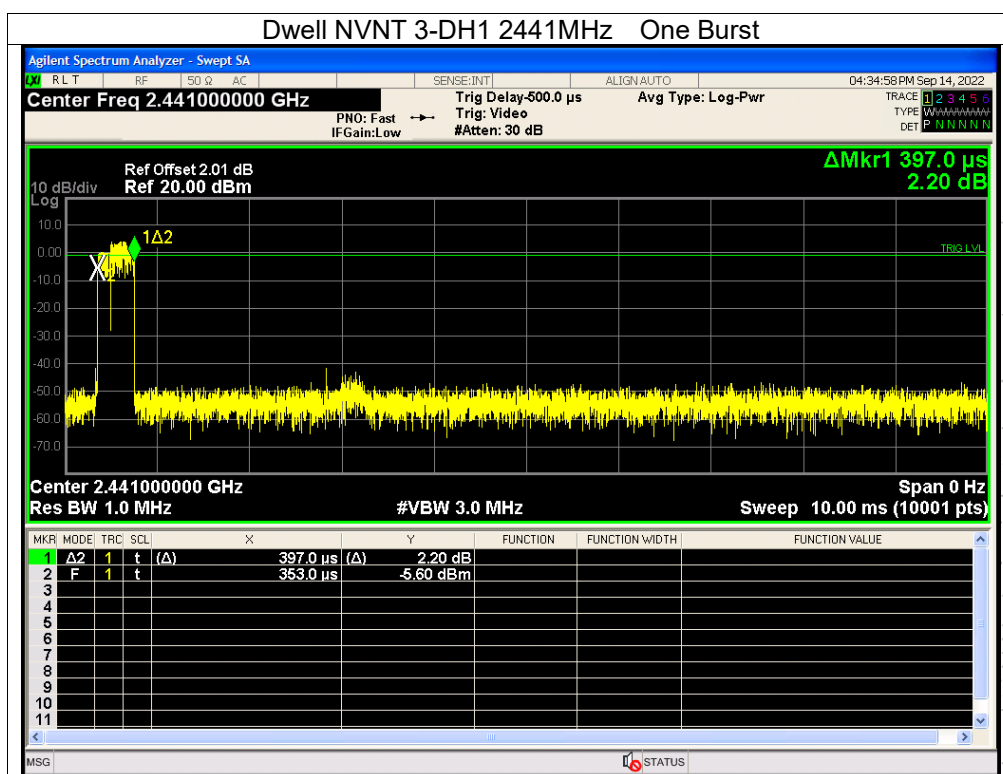 Dwell NVNT 3-DH1 2441MHz One Burst
Agilent Spectrum Analyzer - Swept SA
LXI RLT RF 50 Ω AC SENSE:INT ALIGN AUTO 04:34:58 PM Sep 14, 2022
Center Freq 2.441000000 GHz Trig Delay-500.0 µs Avg Type: Log-Pwr TRACE 1 2 3 4 5 6
PNO: Fast Trig: Video TYPE WWWWWW
IFGain:Low #Atten: 30 dB DET P N N N N N
ΔMkr1 397.0 µs
2.20 dB
Ref Offset 2.01 dB
10 dB/div Ref 20.00 dBm
Log
10.0
1Δ2
0.00
TRIG LVL
-10.0
-20.0
-30.0
-40.0
-50.0
-60.0
-70.0
Center 2.441000000 GHz Span 0 Hz
Res BW 1.0 MHz #VBW 3.0 MHz Sweep 10.00 ms (10001 pts)
MKR MODE TRC SCL X Y FUNCTION FUNCTION WIDTH FUNCTION VALUE
1 Δ2 1 t (Δ) 397.0 µs (Δ) 2.20 dB
2 F 1 t 353.0 µs -5.60 dBm
3
4
5
6
7
8
9
10
11
MSG STATUS